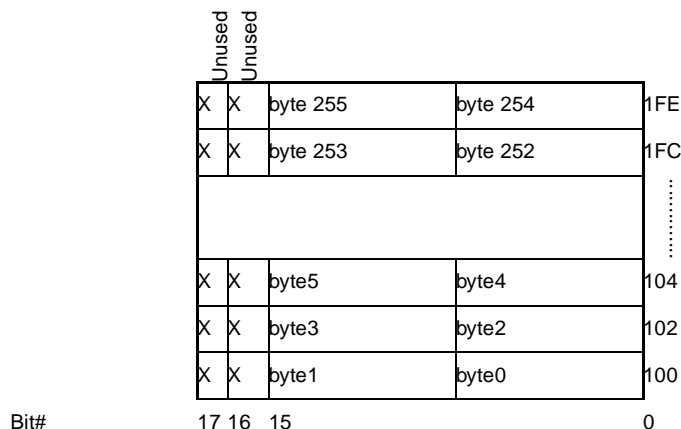 Unused Unused
X X byte 255 byte 254 1FE
X X byte 253 byte 252 1FC
............
X X byte5 byte4 104
X X byte3 byte2 102
X X byte1 byte0 100
Bit# 17 16 15 0